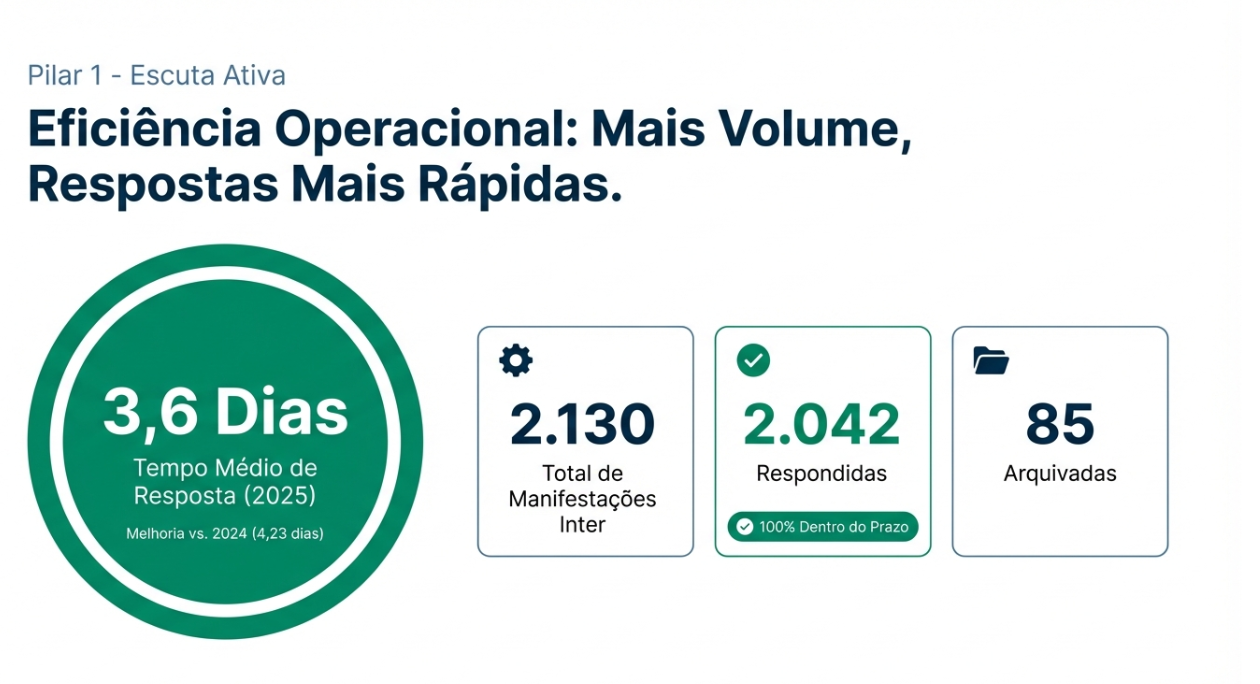 Pilar 1 - Escuta Ativa
Eficiência Operacional: Mais Volume,
Respostas Mais Rápidas.
3,6 Dias
Tempo Médio de
Resposta (2025)
Melhoria vs. 2024 (4,23 dias)
2.130
Total de
Manifestações
Inter
2.042
Respondidas
100% Dentro do Prazo
85
Arquivadas